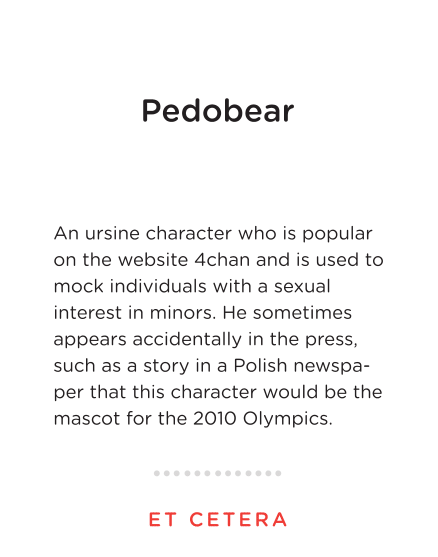 Pedobear
An ursine character who is popular
on the website 4chan and is used to
mock individuals with a sexual
interest in minors. He sometimes
appears accidentally in the press,
such as a story in a Polish newspa-
per that this character would be the
mascot for the 2010 Olympics.
ET CETERA